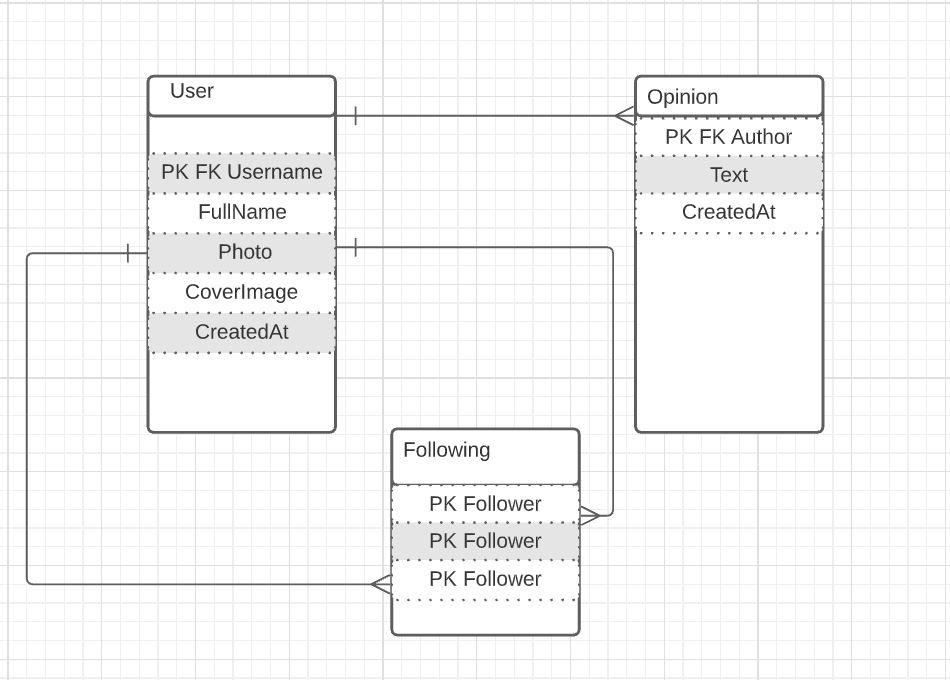 User
PK FK Username
FullName
Photo
CoverImage
CreatedAt
Opinion
PK FK Author
Text
CreatedAt
Following
PK Follower
PK Follower
PK Follower